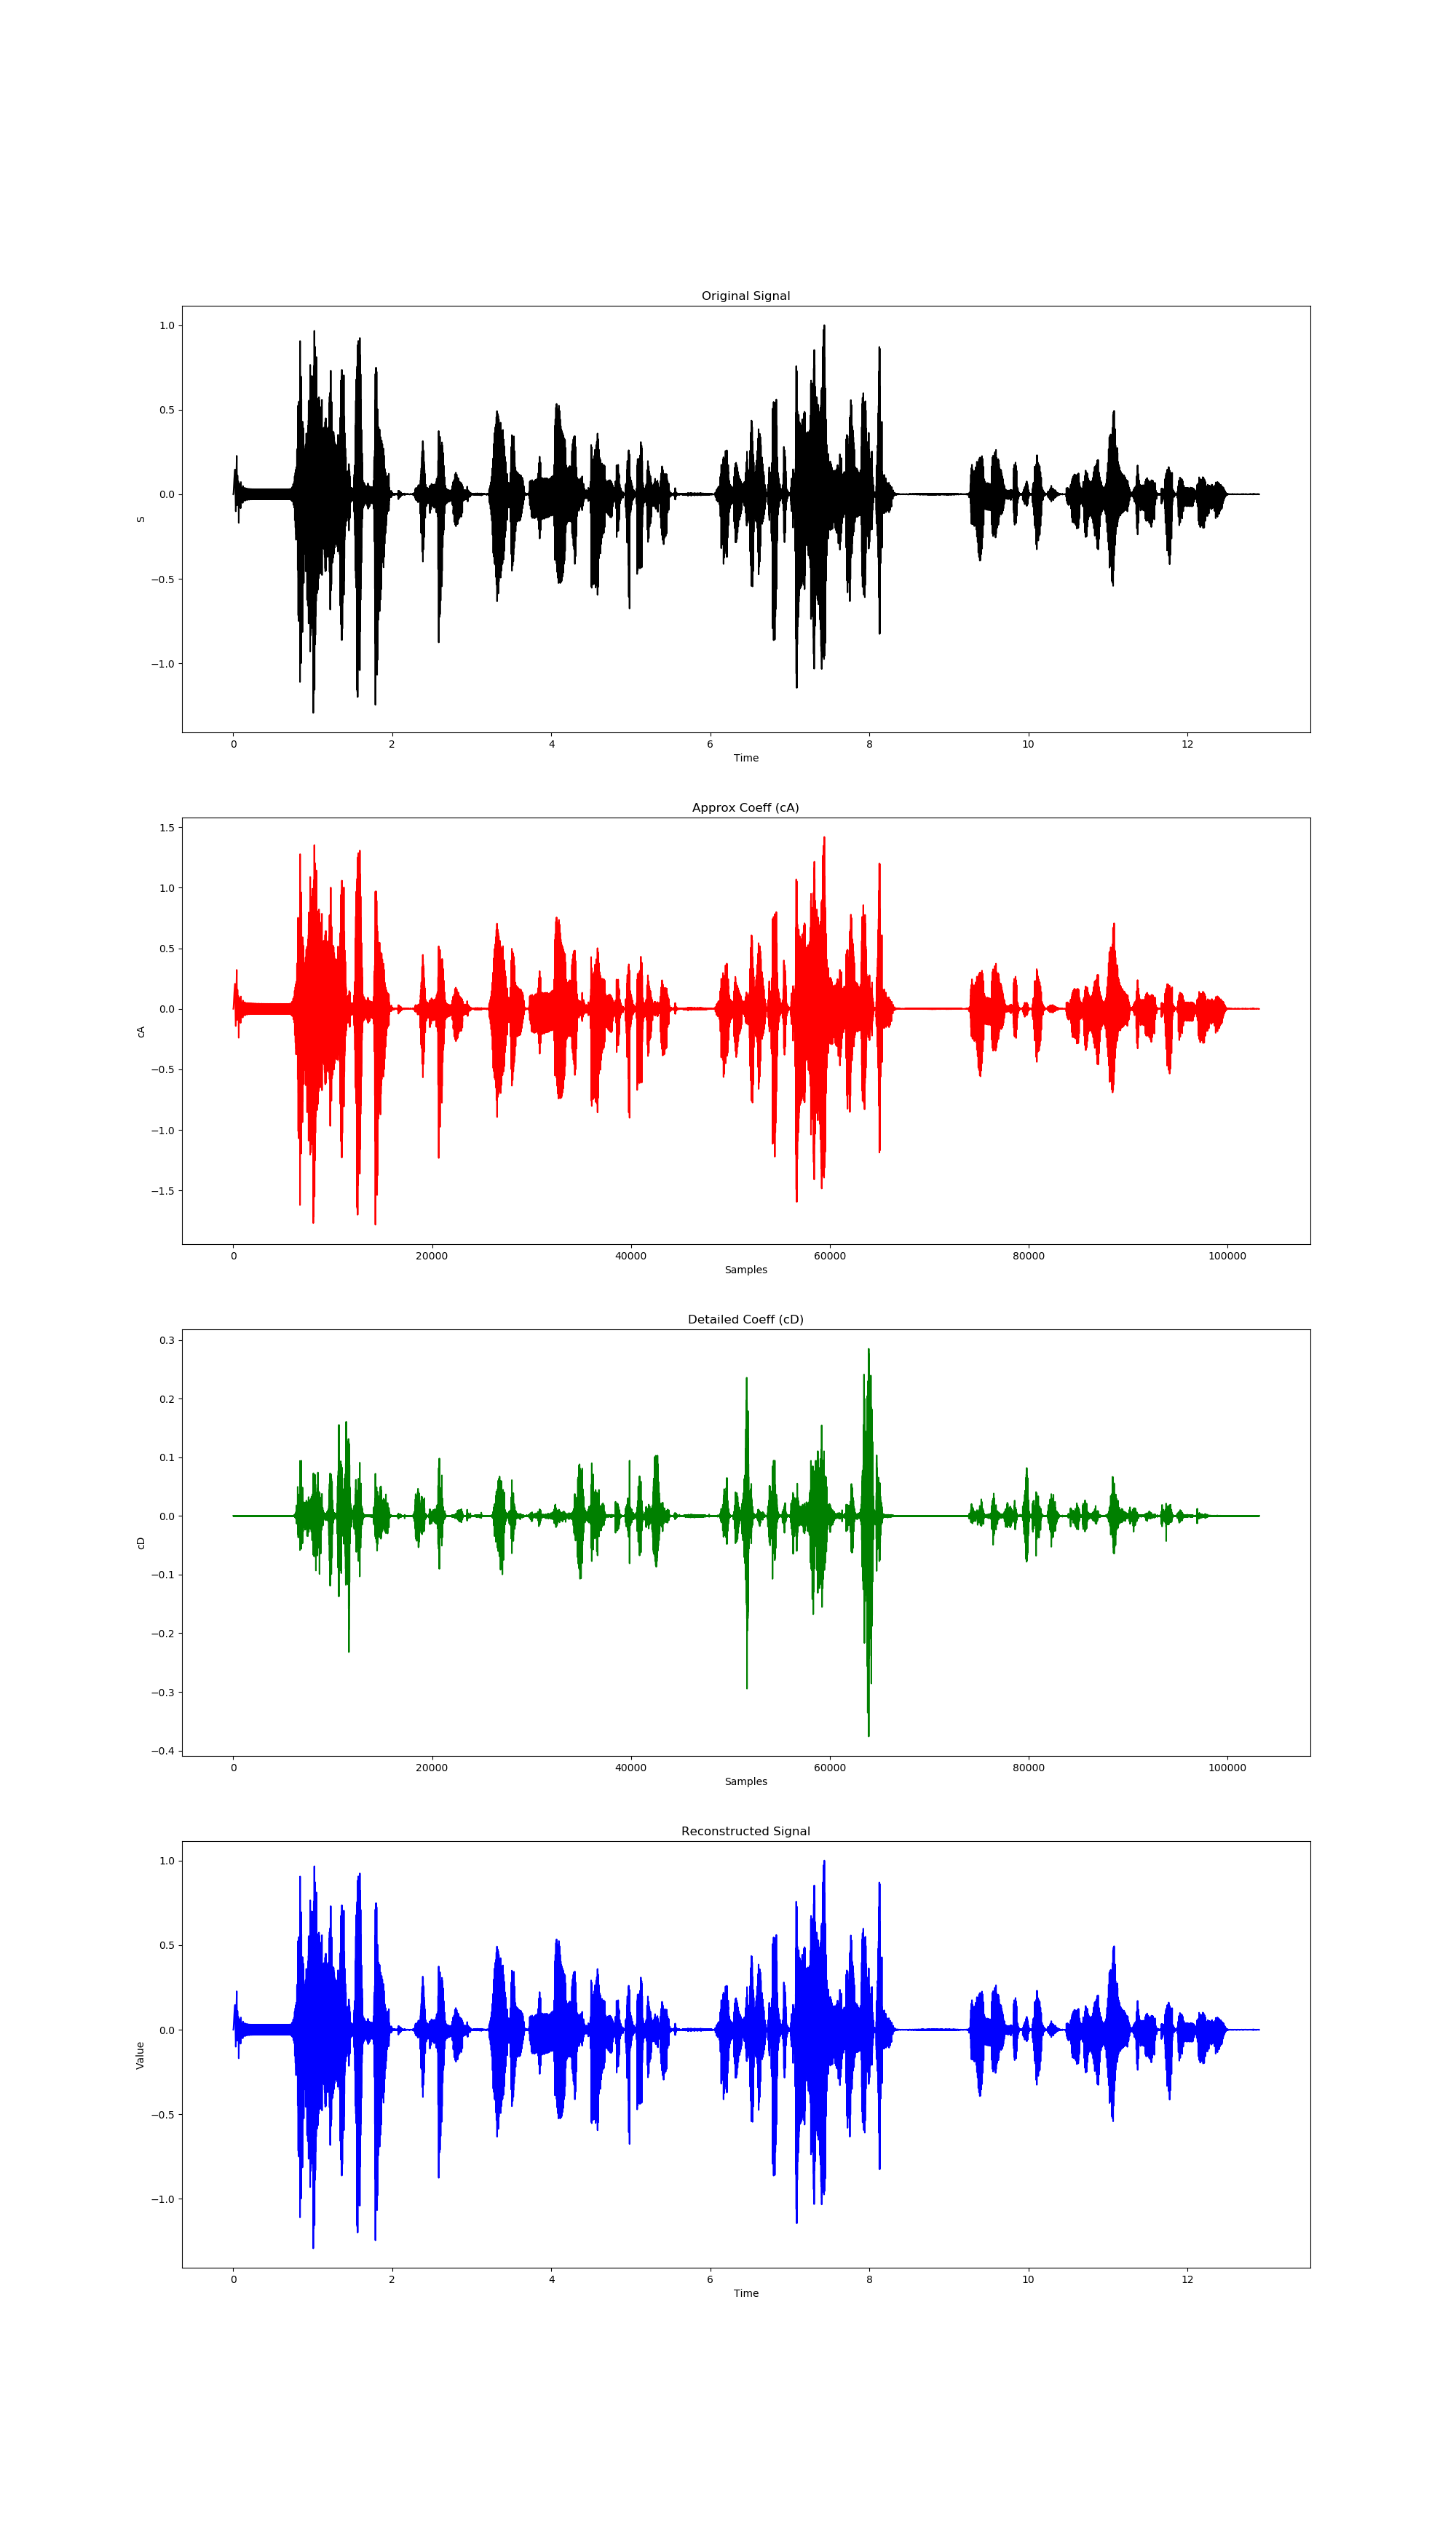 Original Signal
1.0
0.5
0.0
−0.5
−1.0
S
0 2 4 6 8 10 12
Time
Approx Coeff (cA)
1.5
1.0
0.5
0.0
−0.5
−1.0
−1.5
cA
0 20000 40000 60000 80000 100000
Samples
Detailed Coeff (cD)
0.3
0.2
0.1
0.0
−0.1
−0.2
−0.3
−0.4
cD
0 20000 40000 60000 80000 100000
Samples
Reconstructed Signal
1.0
0.5
0.0
−0.5
−1.0
Value
0 2 4 6 8 10 12
Time